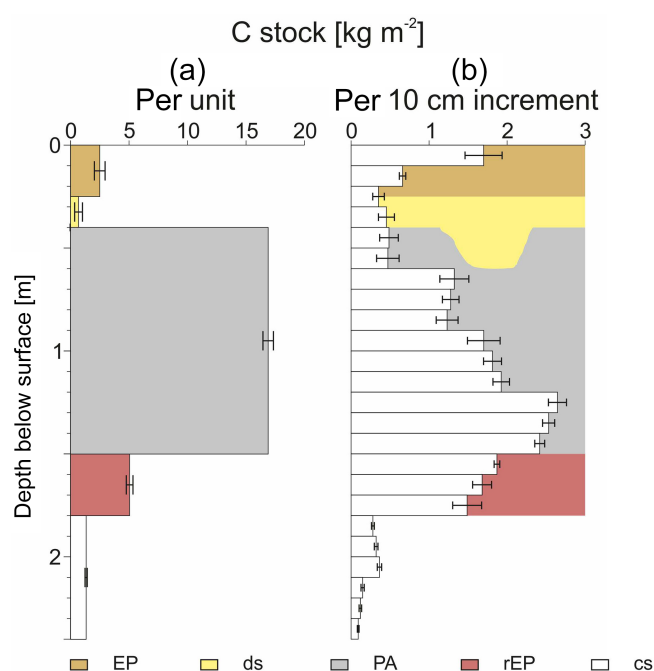 C stock [kg m-2]
(a) (b)
Per unit Per 10 cm increment
0 5 10 15 20 0 1 2 3
0
1
2
Depth below surface [m]
EP ds PA rEP cs